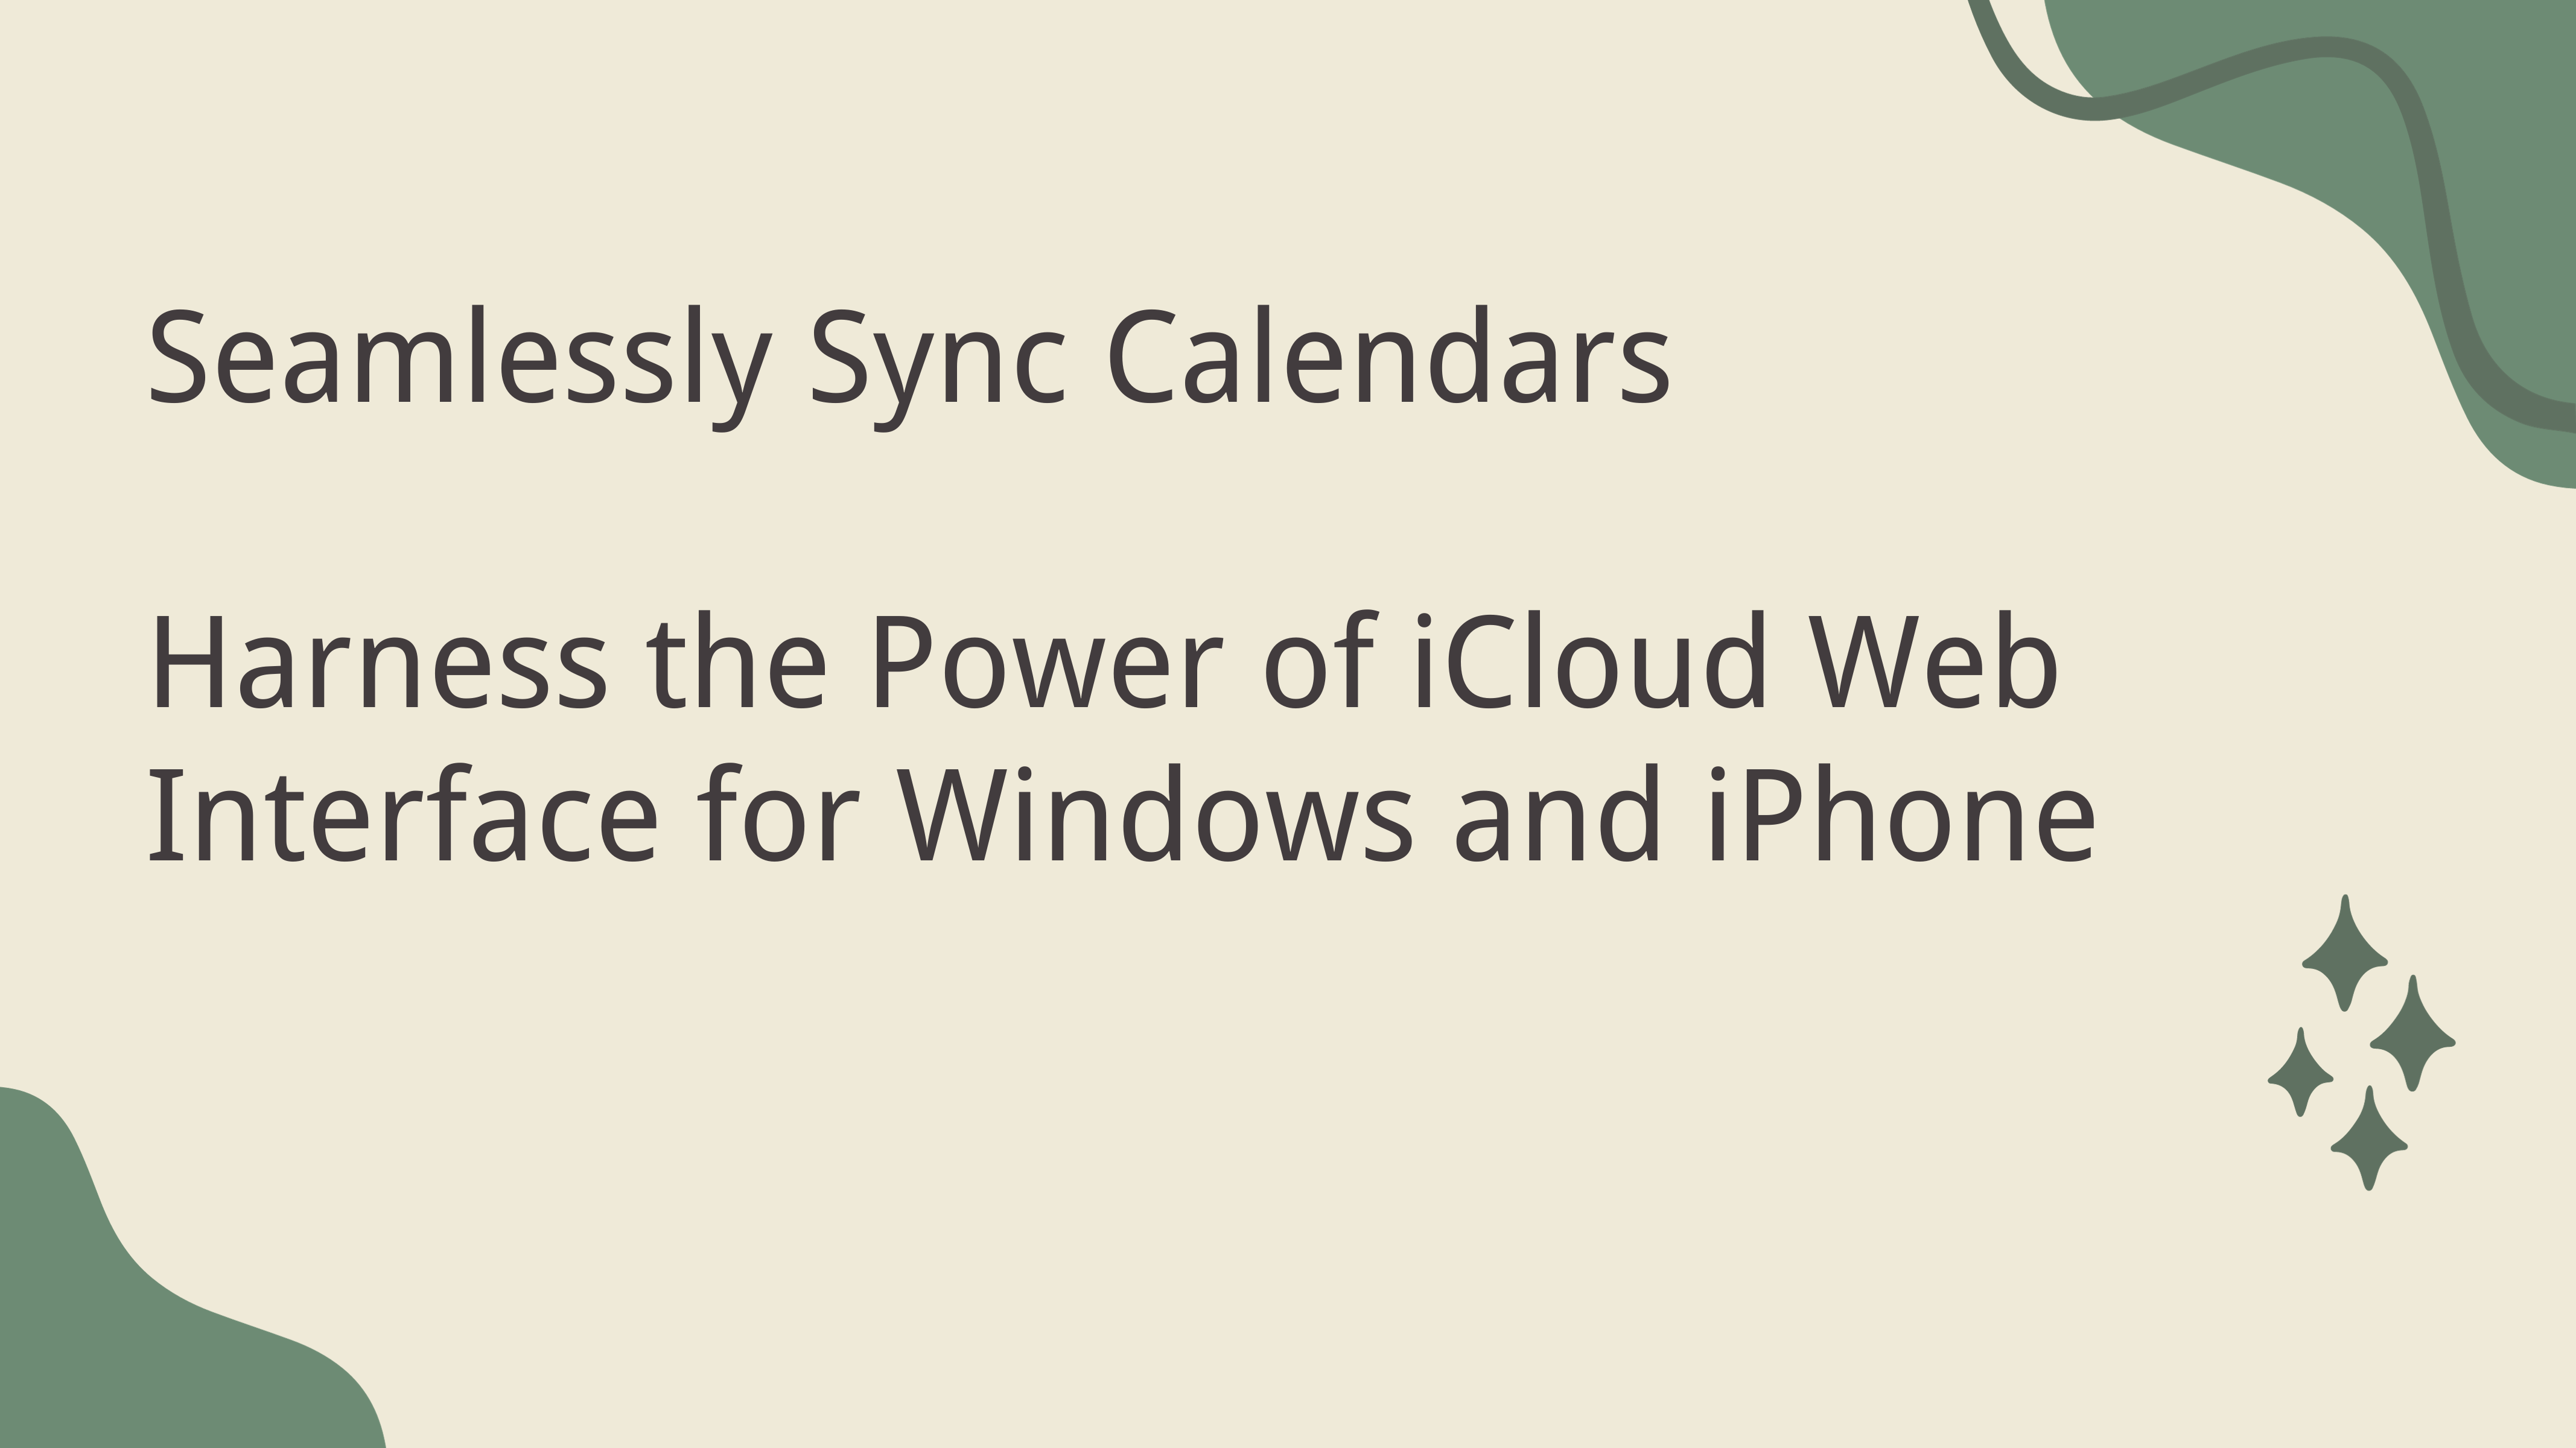 Seamlessly Sync Calendars
Harness the Power of iCloud Web
Interface for Windows and iPhone